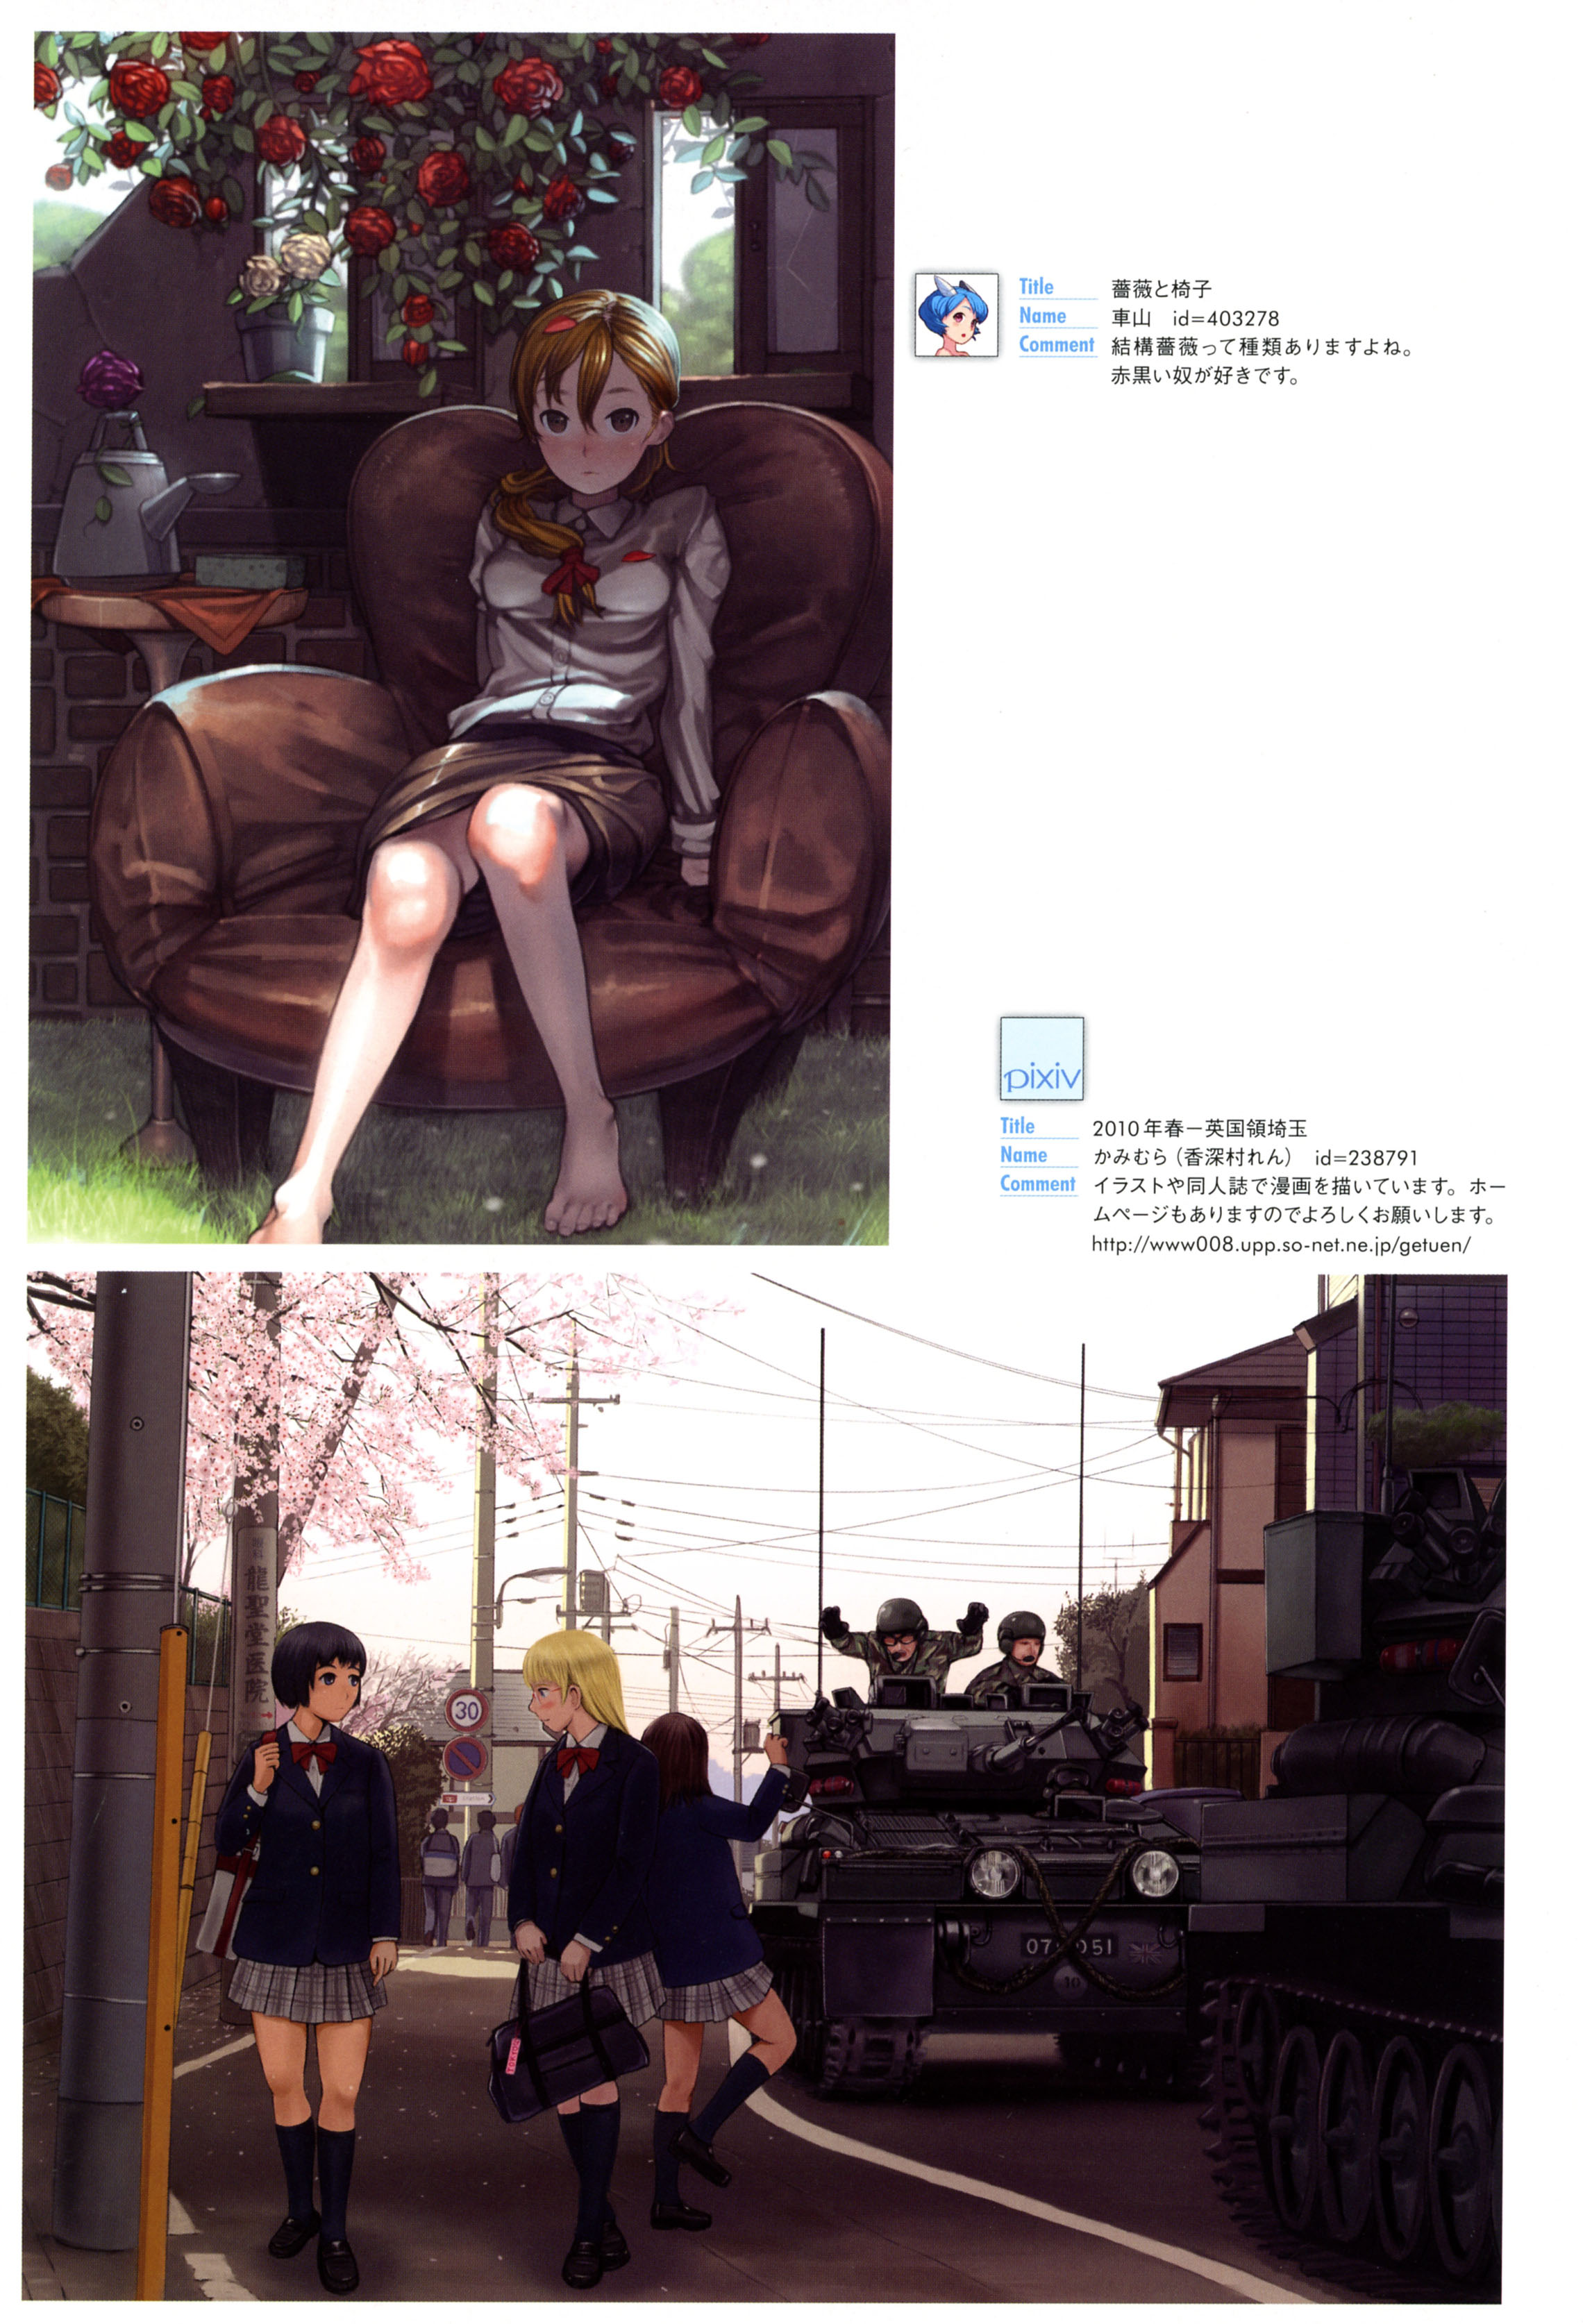 Title 薔薇と椅子
Name 車山 id=403278
Comment 結構薔薇って種類ありますよね。
赤黒い奴が好きです。
pixiv
Title 2010年春－英国領埼玉
Name かみむら（香深村れん） id=238791
Comment イラストや同人誌で漫画を描いています。ホー
ムページもありますのでよろしくお願いします。
http://www008.upp.so-net.ne.jp/getuen/
龍聖堂医院
30
10